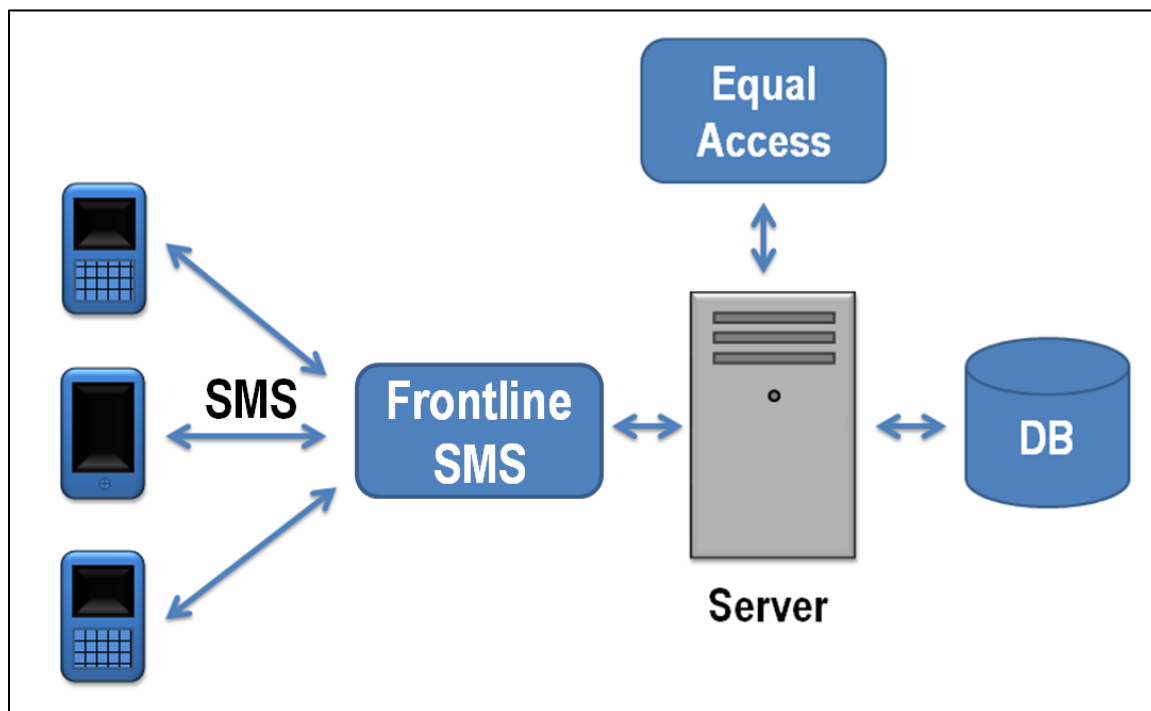 Equal
Access
SMS
Frontline
SMS
DB
Server